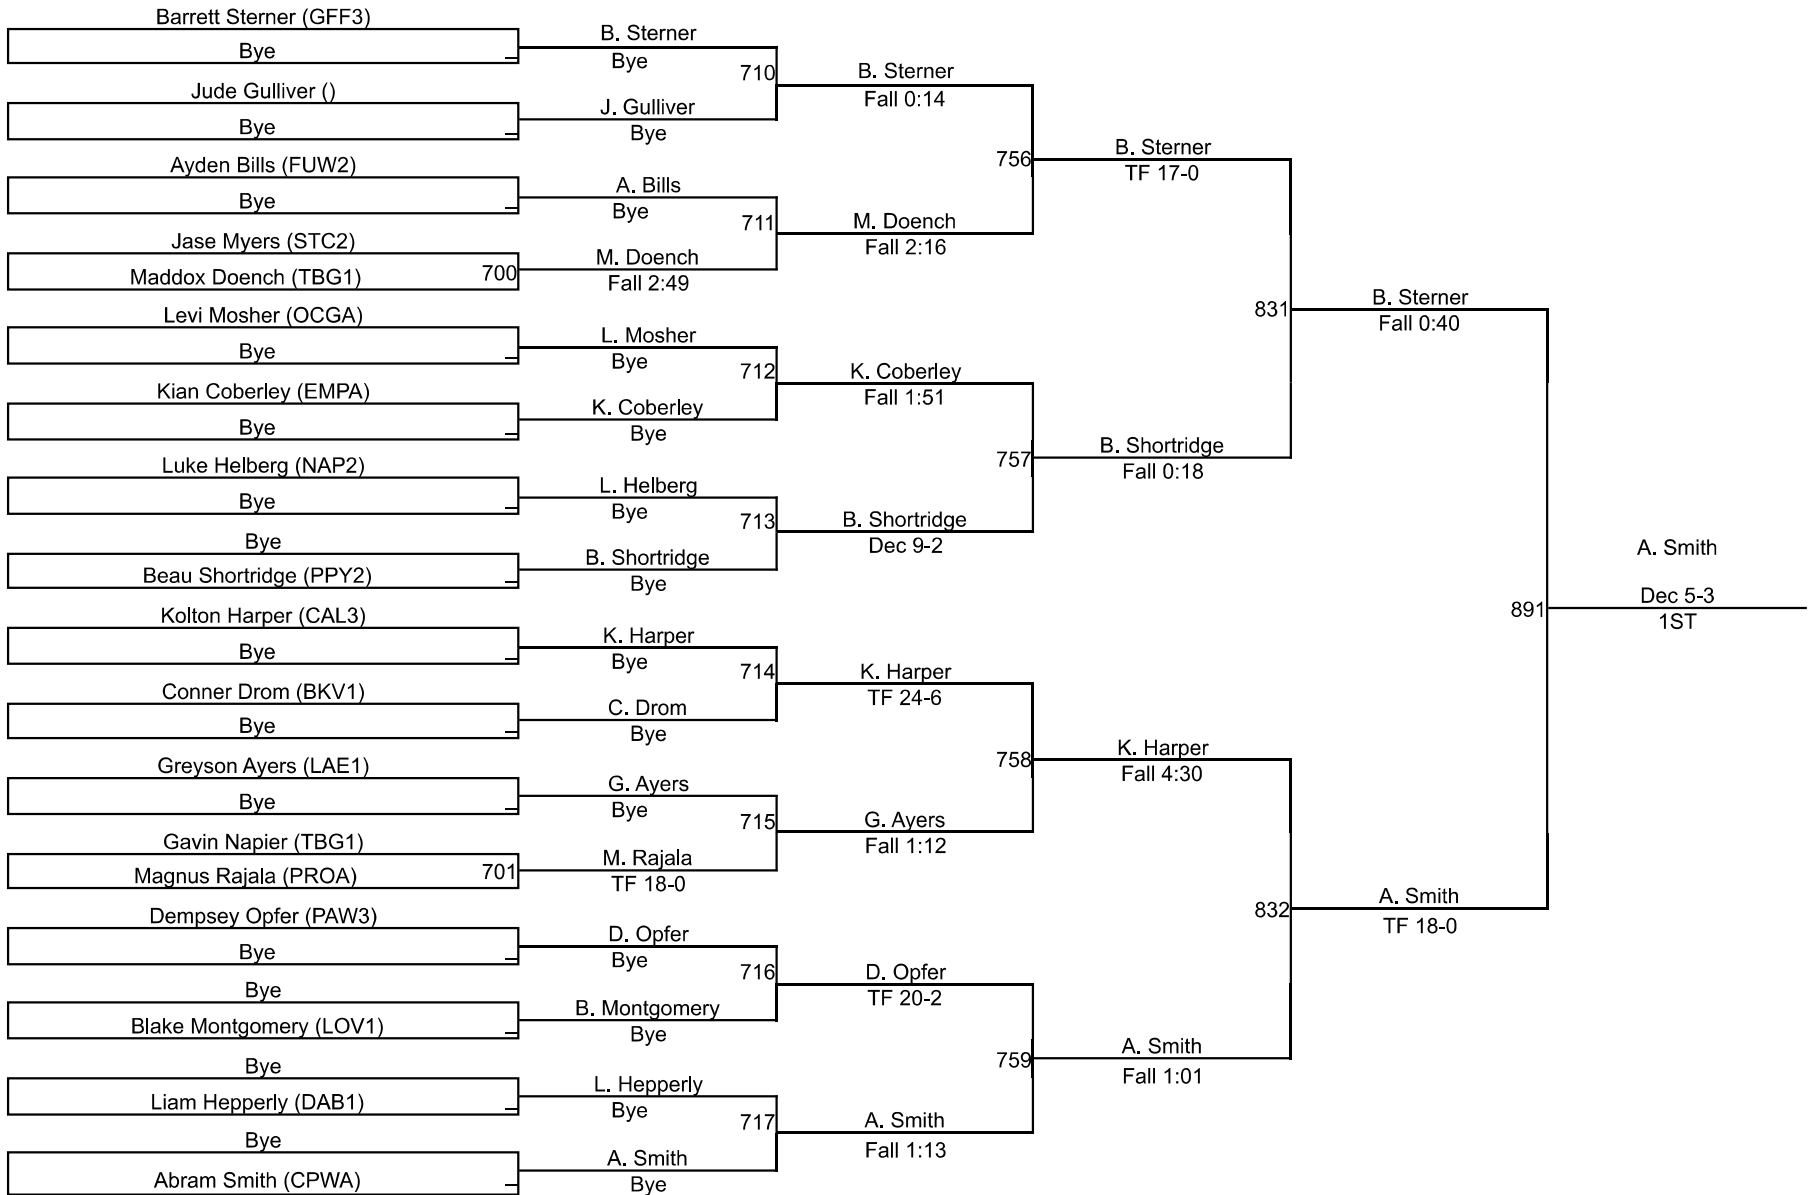 Barrett Sterner (GFF3)
Bye
Jude Gulliver ()
Bye
Ayden Bills (FUW2)
Bye
Jase Myers (STC2)
Maddox Doench (TBG1)
700
Levi Mosher (OCGA)
Bye
Kian Coberley (EMPA)
Bye
Luke Helberg (NAP2)
Bye
Bye
Beau Shortridge (PPY2)
Kolton Harper (CAL3)
Bye
Conner Drom (BKV1)
Bye
Greyson Ayers (LAE1)
Bye
Gavin Napier (TBG1)
Magnus Rajala (PROA)
701
Dempsey Opfer (PAW3)
Bye
Bye
Blake Montgomery (LOV1)
Bye
Liam Hepperly (DAB1)
Bye
Abram Smith (CPWA)
B. Sterner
Bye
710
J. Gulliver
Bye
A. Bills
Bye
711
M. Doench
Fall 2:49
L. Mosher
Bye
712
K. Coberley
Bye
L. Helberg
Bye
713
B. Shortridge
Bye
K. Harper
Bye
714
C. Drom
Bye
G. Ayers
Bye
715
M. Rajala
TF 18-0
D. Opfer
Bye
716
B. Montgomery
Bye
L. Hepperly
Bye
717
A. Smith
Bye
B. Sterner
Fall 0:14
756
M. Doench
Fall 2:16
K. Coberley
Fall 1:51
757
B. Shortridge
Dec 9-2
K. Harper
TF 24-6
758
G. Ayers
Fall 1:12
D. Opfer
TF 20-2
759
A. Smith
Fall 1:13
B. Sterner
TF 17-0
831
B. Shortridge
Fall 0:18
K. Harper
Fall 4:30
832
A. Smith
Fall 1:01
B. Sterner
Fall 0:40
891
A. Smith
TF 18-0
A. Smith
Dec 5-3
1ST